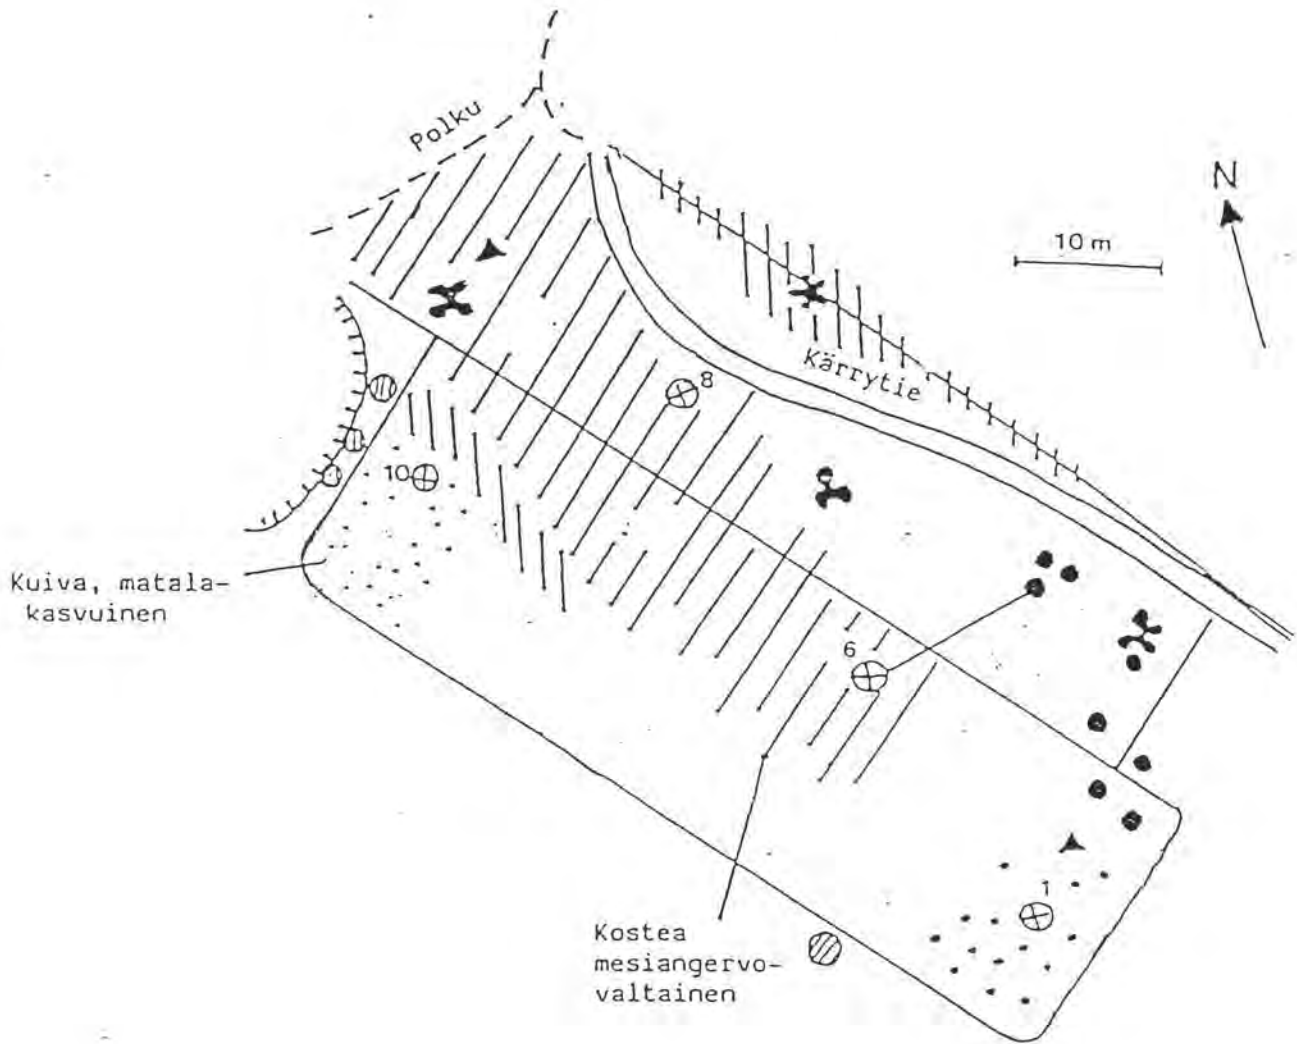 Polku
N
10 m
Kärrytie
8
10
Kuiva, matala-
kasvuinen
6
1
Kostea
mesiangervo-
valtainen